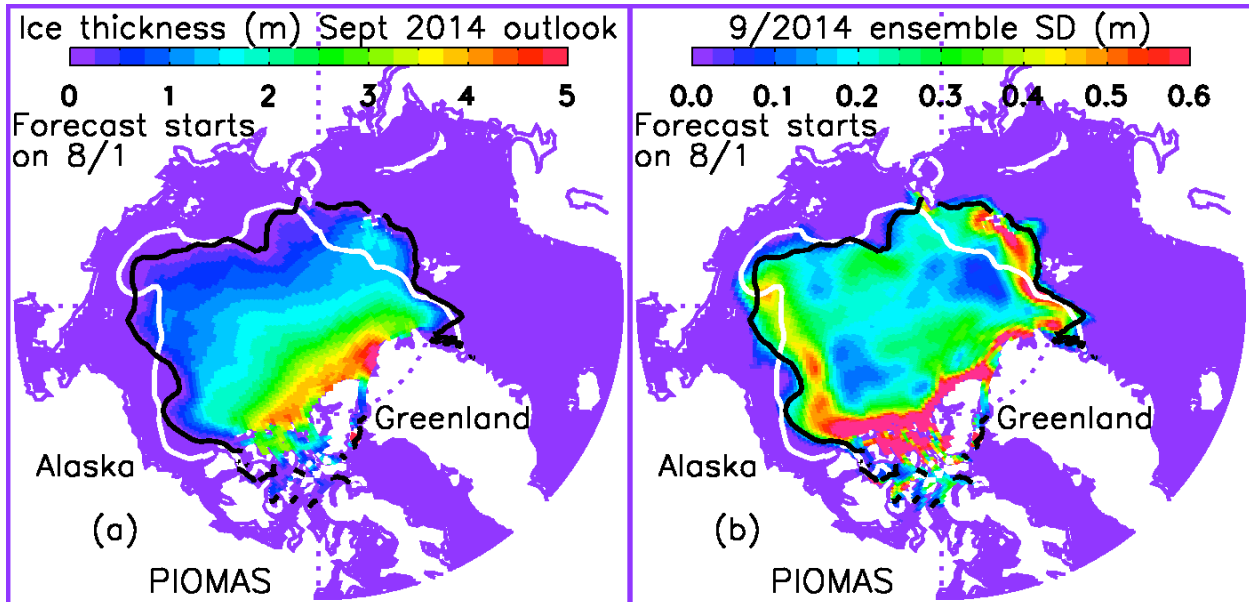 Ice thickness (m) Sept 2014 outlook
0 1 2 3 4 5
Forecast starts
on 8/1
Greenland
Alaska
(a)
PIOMAS
9/2014 ensemble SD (m)
0.0 0.1 0.2 0.3 0.4 0.5 0.6
Forecast starts
on 8/1
Greenland
Alaska
(b)
PIOMAS